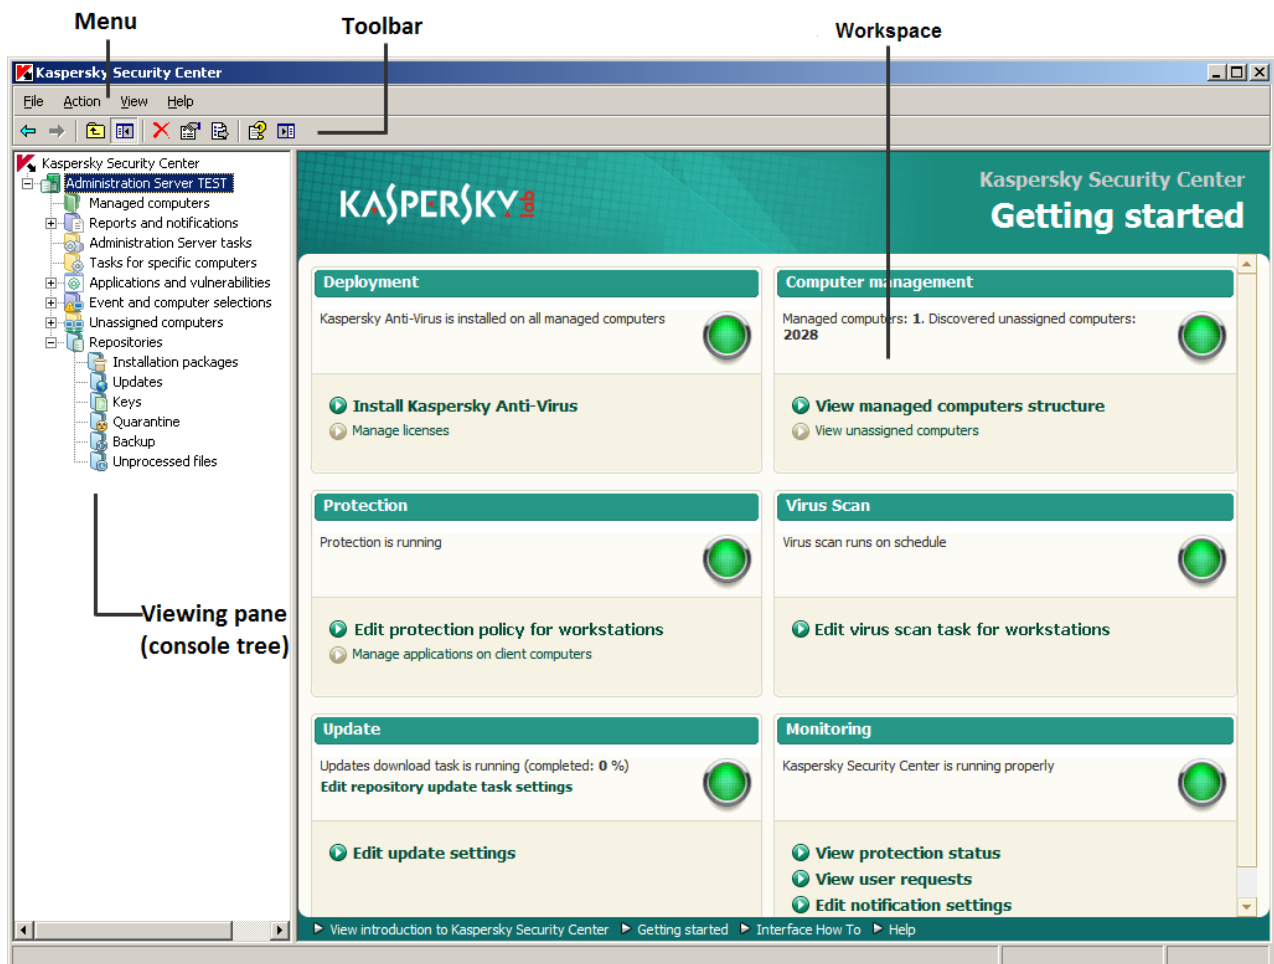 Menu
Toolbar
Workspace
Kaspersky Security Center
File Action View Help
Kaspersky Security Center
Administration Server TEST
Managed computers
Reports and notifications
Administration Server tasks
Tasks for specific computers
Applications and vulnerabilities
Event and computer selections
Unassigned computers
Repositories
Installation packages
Updates
Keys
Quarantine
Backup
Unprocessed files
Viewing pane
(console tree)
KASPERSKY lab
Kaspersky Security Center
Getting started
Deployment
Kaspersky Anti-Virus is installed on all managed computers
Install Kaspersky Anti-Virus
Manage licenses
Computer management
Managed computers: 1. Discovered unassigned computers:
2028
View managed computers structure
View unassigned computers
Protection
Protection is running
Edit protection policy for workstations
Manage applications on client computers
Virus Scan
Virus scan runs on schedule
Edit virus scan task for workstations
Update
Updates download task is running (completed: 0 %)
Edit repository update task settings
Edit update settings
Monitoring
Kaspersky Security Center is running properly
View protection status
View user requests
Edit notification settings
View introduction to Kaspersky Security Center Getting started Interface How To Help